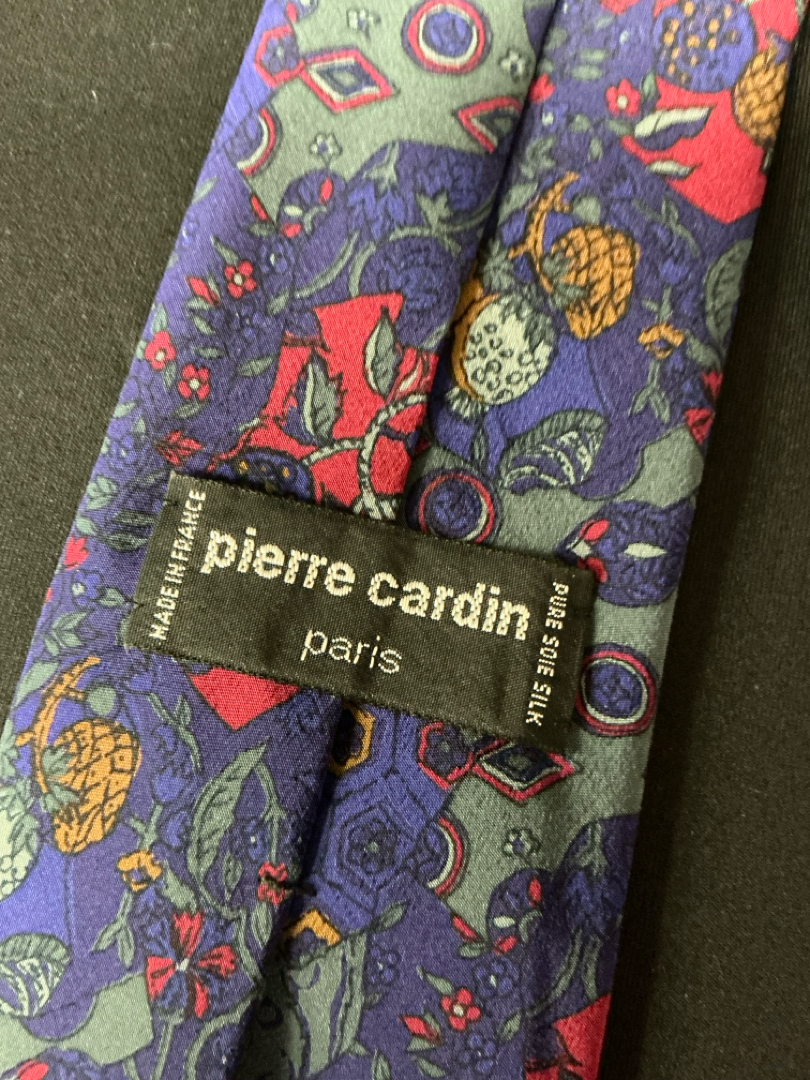 MADE IN FRANCE
pierre cardin
paris
PURE SOIE SILK